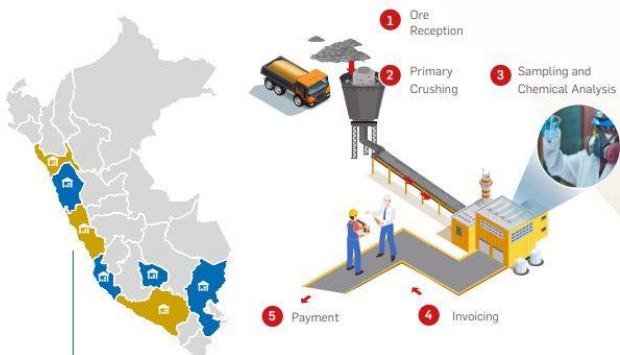 1 Ore
Reception
2 Primary
Crushing
3 Sampling and
Chemical Analysis
4 Invoicing
5 Payment